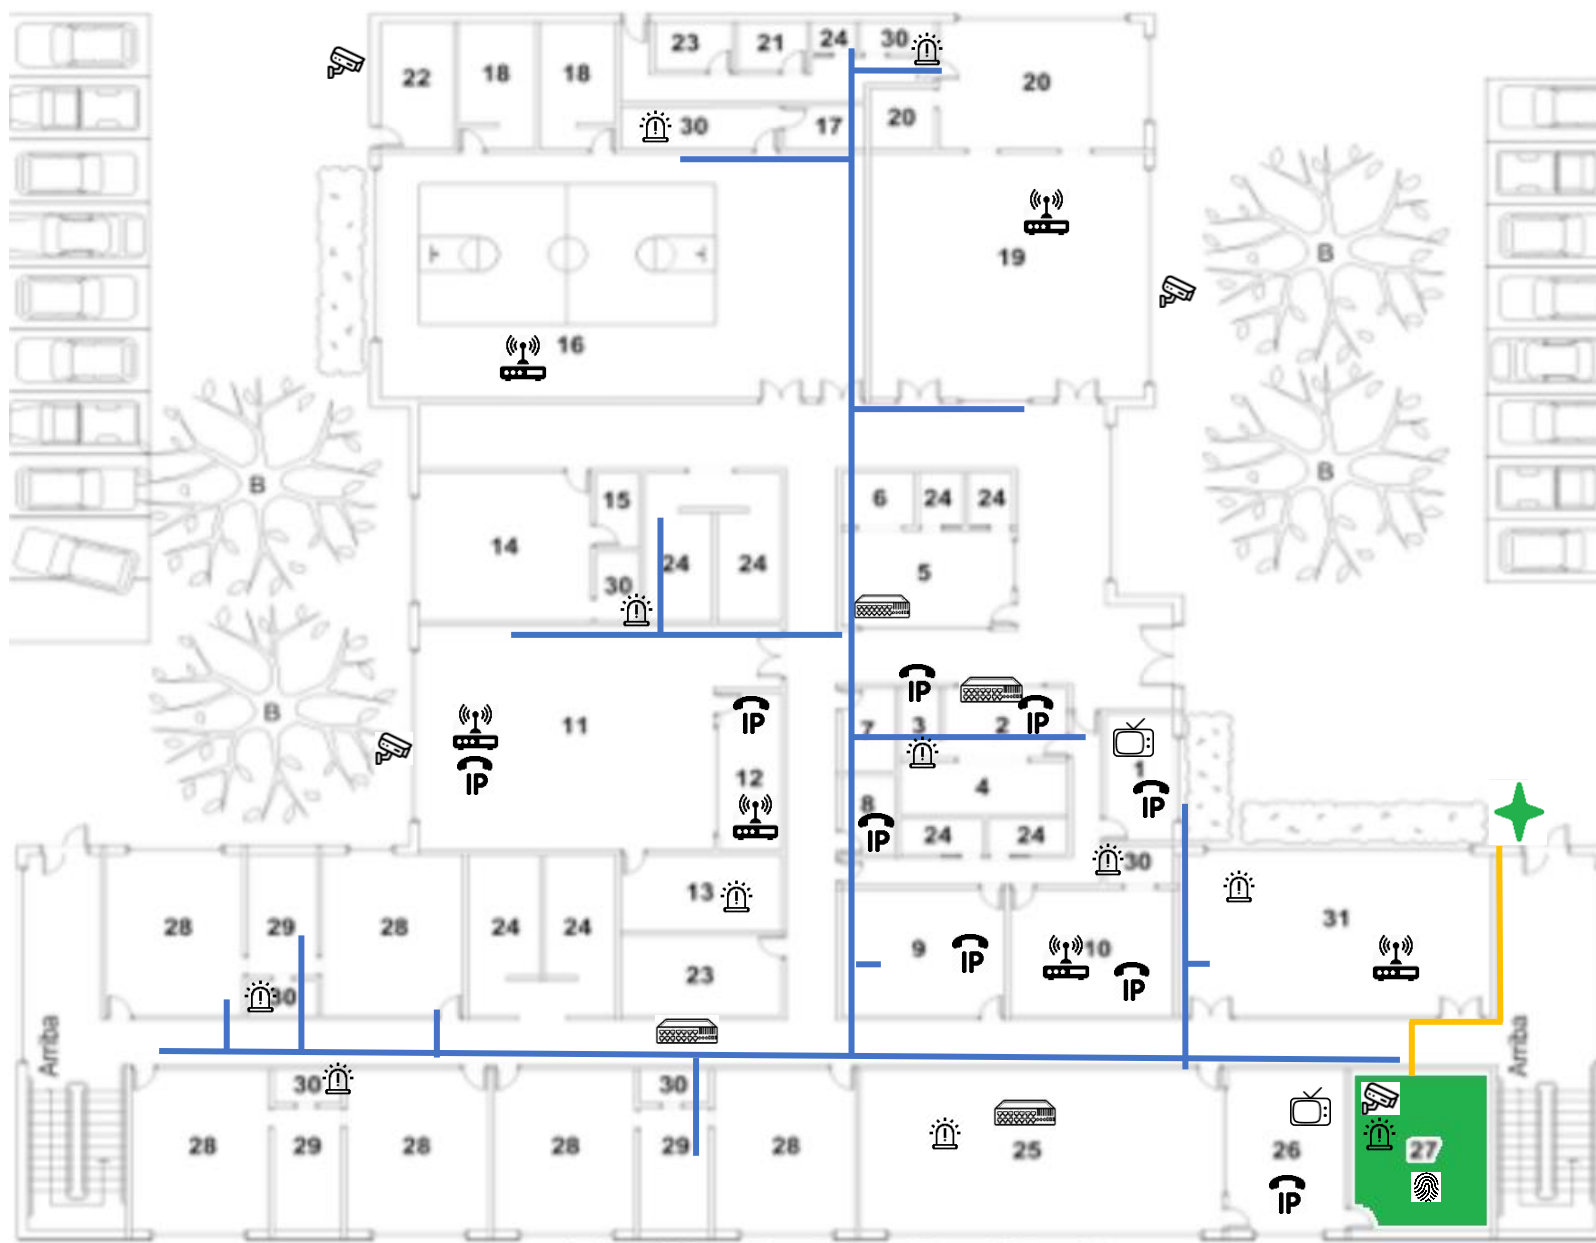 23 21 24 30
22 18 18 20
30 17 20
B
19
16
B B
6 24 24
15
14 24 24 5
30
IP
B 7 3 2 IP
11 IP
IP 12 1
4 IP
8
IP
24 24
30
13
28 29 28 24 24 31
9 IP 10
23 IP
30
Arriba Arriba
30 30
28 29 28 28 29 28 25 26 27
IP